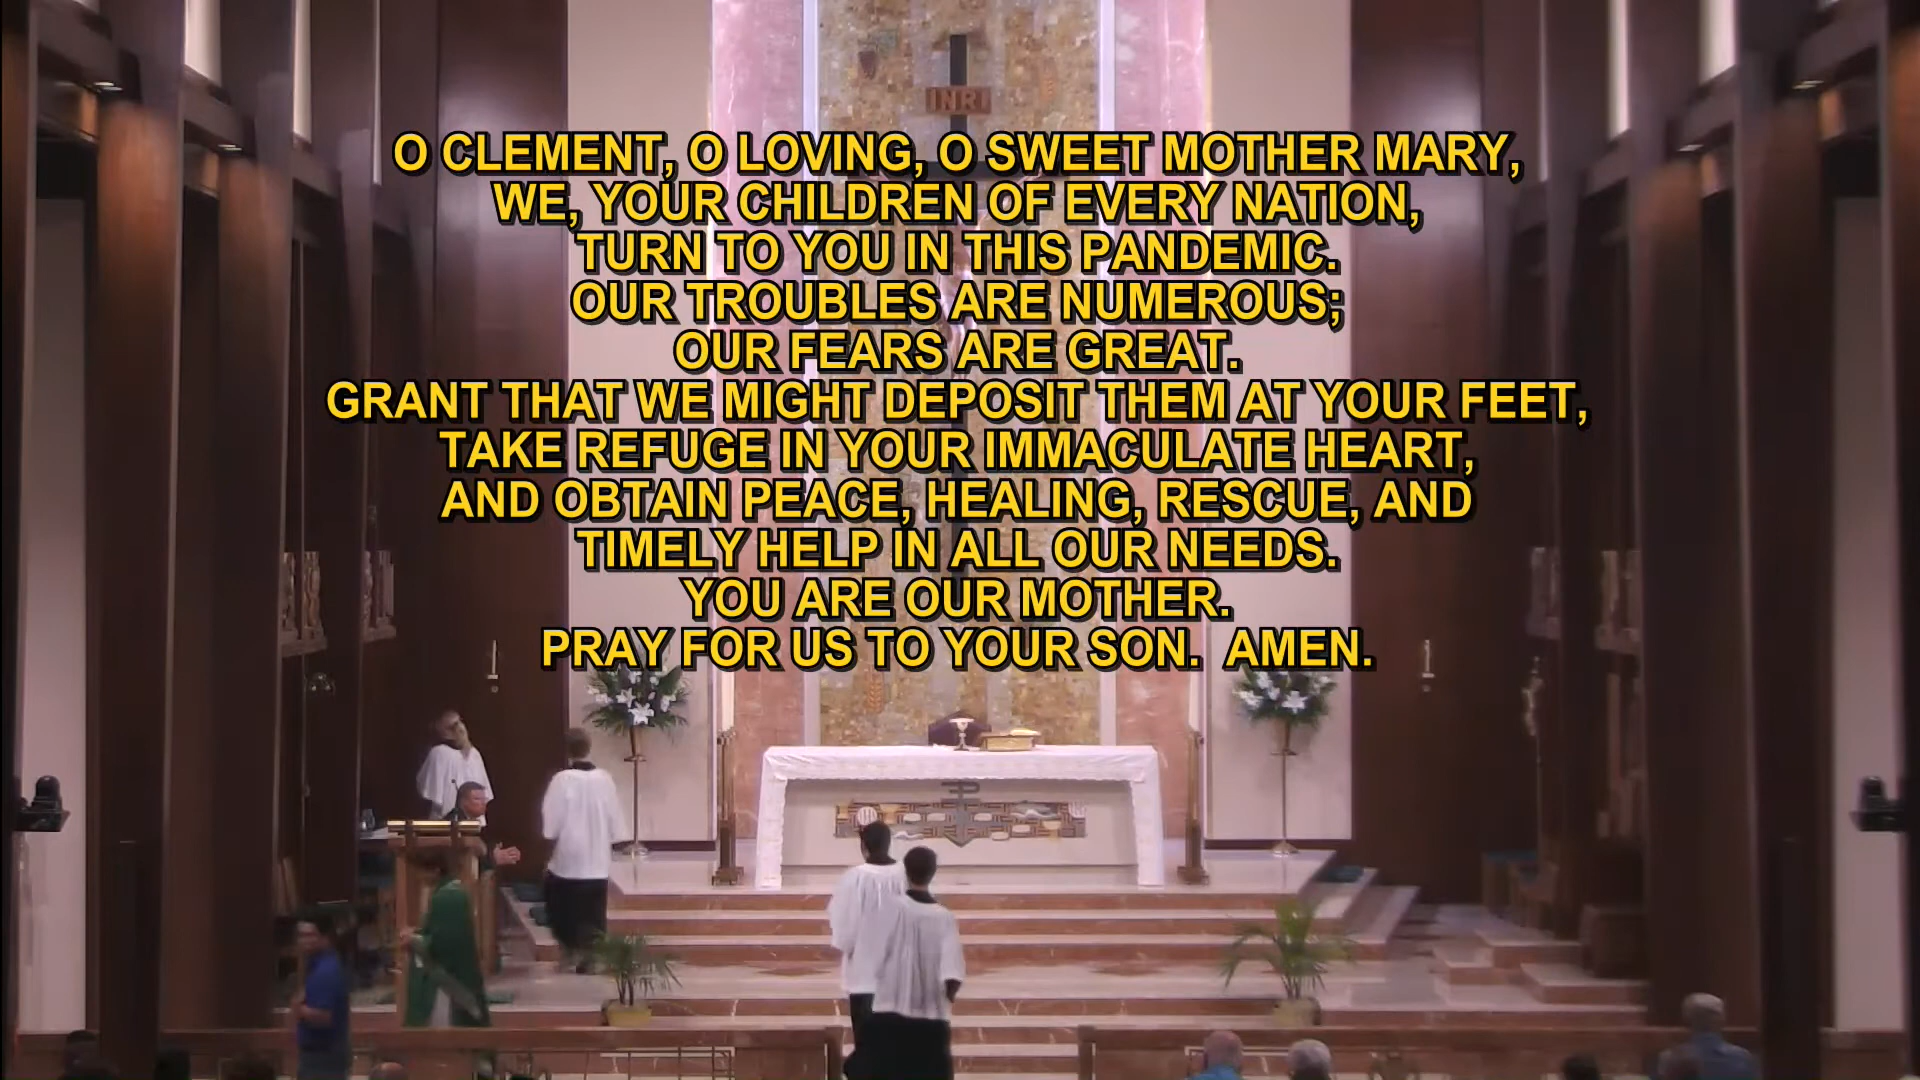 INRI
O CLEMENT, O LOVING, O SWEET MOTHER MARY,
WE, YOUR CHILDREN OF EVERY NATION,
TURN TO YOU IN THIS PANDEMIC.
OUR TROUBLES ARE NUMEROUS;
OUR FEARS ARE GREAT.
GRANT THAT WE MIGHT DEPOSIT THEM AT YOUR FEET,
TAKE REFUGE IN YOUR IMMACULATE HEART,
AND OBTAIN PEACE, HEALING, RESCUE, AND
TIMELY HELP IN ALL OUR NEEDS.
YOU ARE OUR MOTHER.
PRAY FOR US TO YOUR SON.  AMEN.